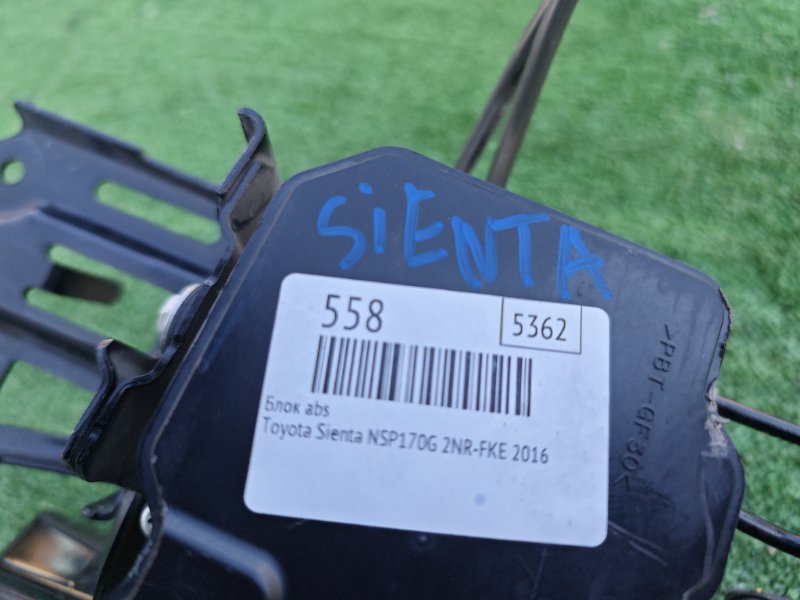 SiENTA
558
5362
Блок abs
Toyota Sienta NSP170G 2NR-FKE 2016
>PBT-GF30<